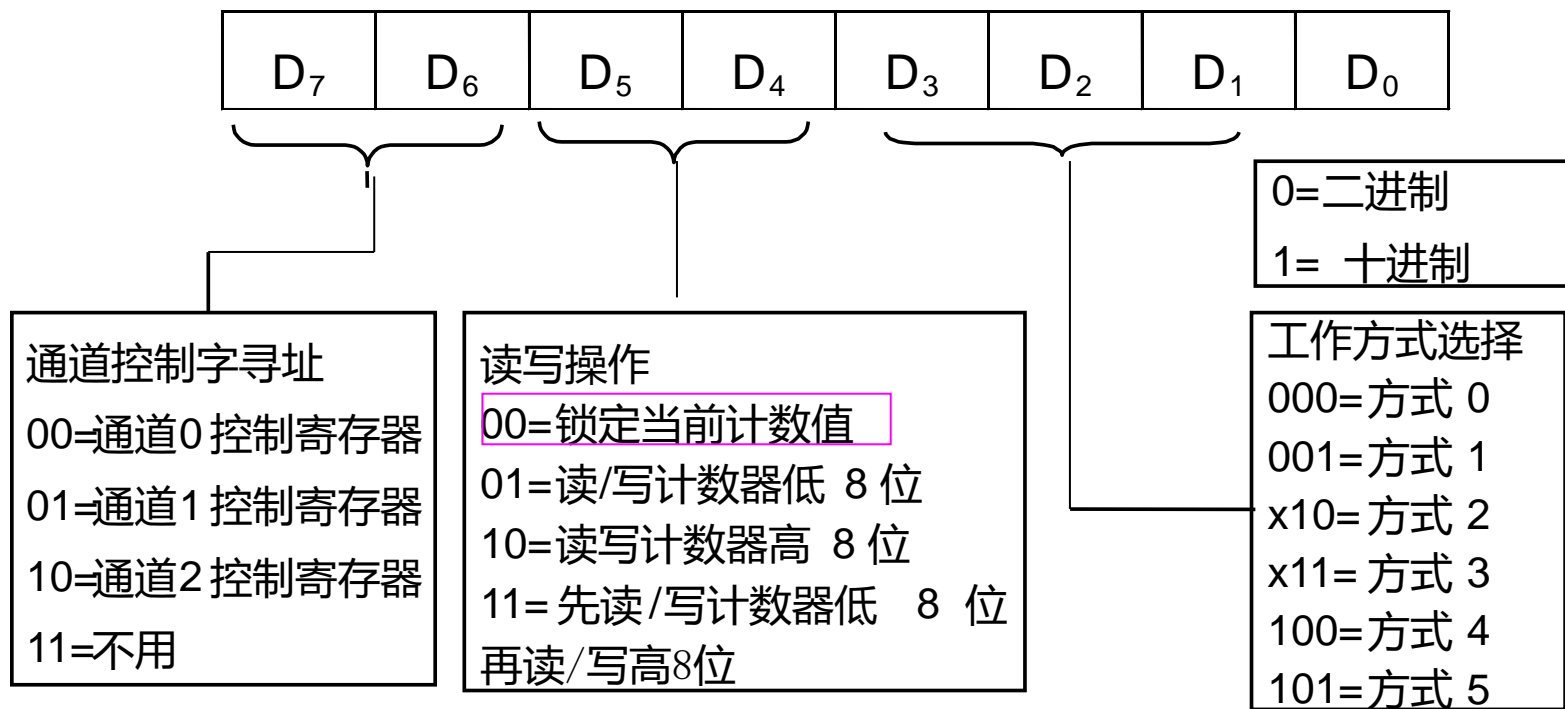 D7 D6 D5 D4 D3 D2 D1 D0
0=二进制
1= 十进制
通道控制字寻址
00=通道0控制寄存器
01=通道1控制寄存器
10=通道2控制寄存器
11=不用
读写操作
00=锁定当前计数值
01=读/写计数器低 8 位
10=读写计数器高 8 位
11= 先读/写计数器低 8 位
再读/写高8位
工作方式选择
000=方式 0
001=方式 1
x10=方式 2
x11=方式 3
100=方式 4
101=方式 5